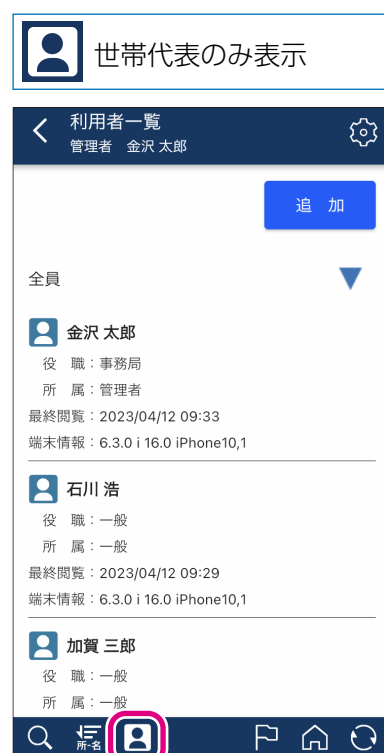 世帯代表のみ表示
利用者一覧
管理者 金沢 太郎
追 加
全員
金沢 太郎
役 職：事務局
所 属：管理者
最終閲覧：2023/04/12 09:33
端末情報：6.3.0 i 16.0 iPhone10,1
石川 浩
役 職：一般
所 属：一般
最終閲覧：2023/04/12 09:29
端末情報：6.3.0 i 16.0 iPhone10,1
加賀 三郎
役 職：一般
所 属：一般
所-名